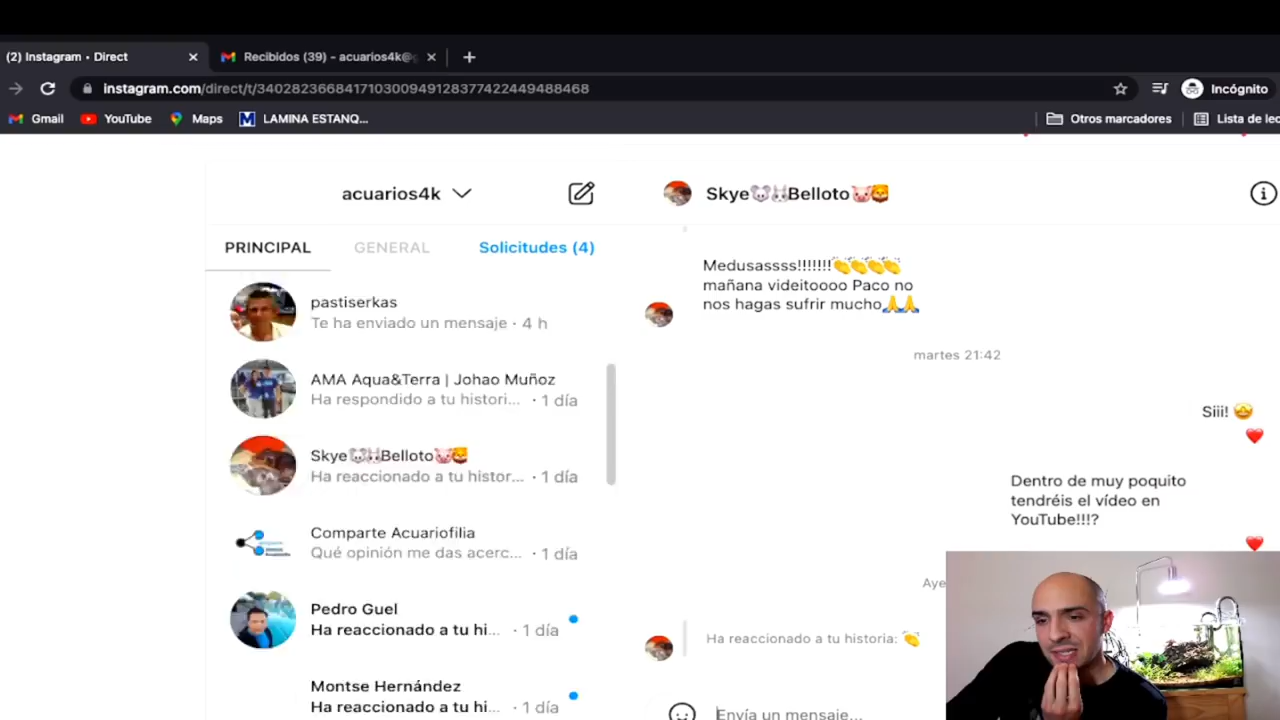 (2) Instagram • Direct
Recibidos (39) - acuarios4k@
instagram.com/direct/t/340282366841710300949128377422449488468
Incógnito
Gmail
YouTube
Maps
LAMINA ESTANQ...
Otros marcadores
Lista de lec
acuarios4k
Skye🐭🐰Belloto🐷🦁
PRINCIPAL
GENERAL
Solicitudes (4)
pastiserkas
Te ha enviado un mensaje · 4 h
AMA Aqua&Terra | Johao Muñoz
Ha respondido a tu histori... · 1 día
Skye🐭🐰Belloto🐷🦁
Ha reaccionado a tu histor... · 1 día
Comparte Acuariofilia
Qué opinión me das acerc... · 1 día
Pedro Guel
Ha reaccionado a tu hi... · 1 día
Montse Hernández
Ha reaccionado a tu hi... · 1 día
Medusassss!!!!!!!👏👏👏👏
mañana videitoooo Paco no
nos hagas sufrir mucho🙏🙏
martes 21:42
Siii! 🤩
❤️
Dentro de muy poquito
tendréis el vídeo en
YouTube!!!?
❤️
Aye
Ha reaccionado a tu historia: 👏
Envía un mensaje...